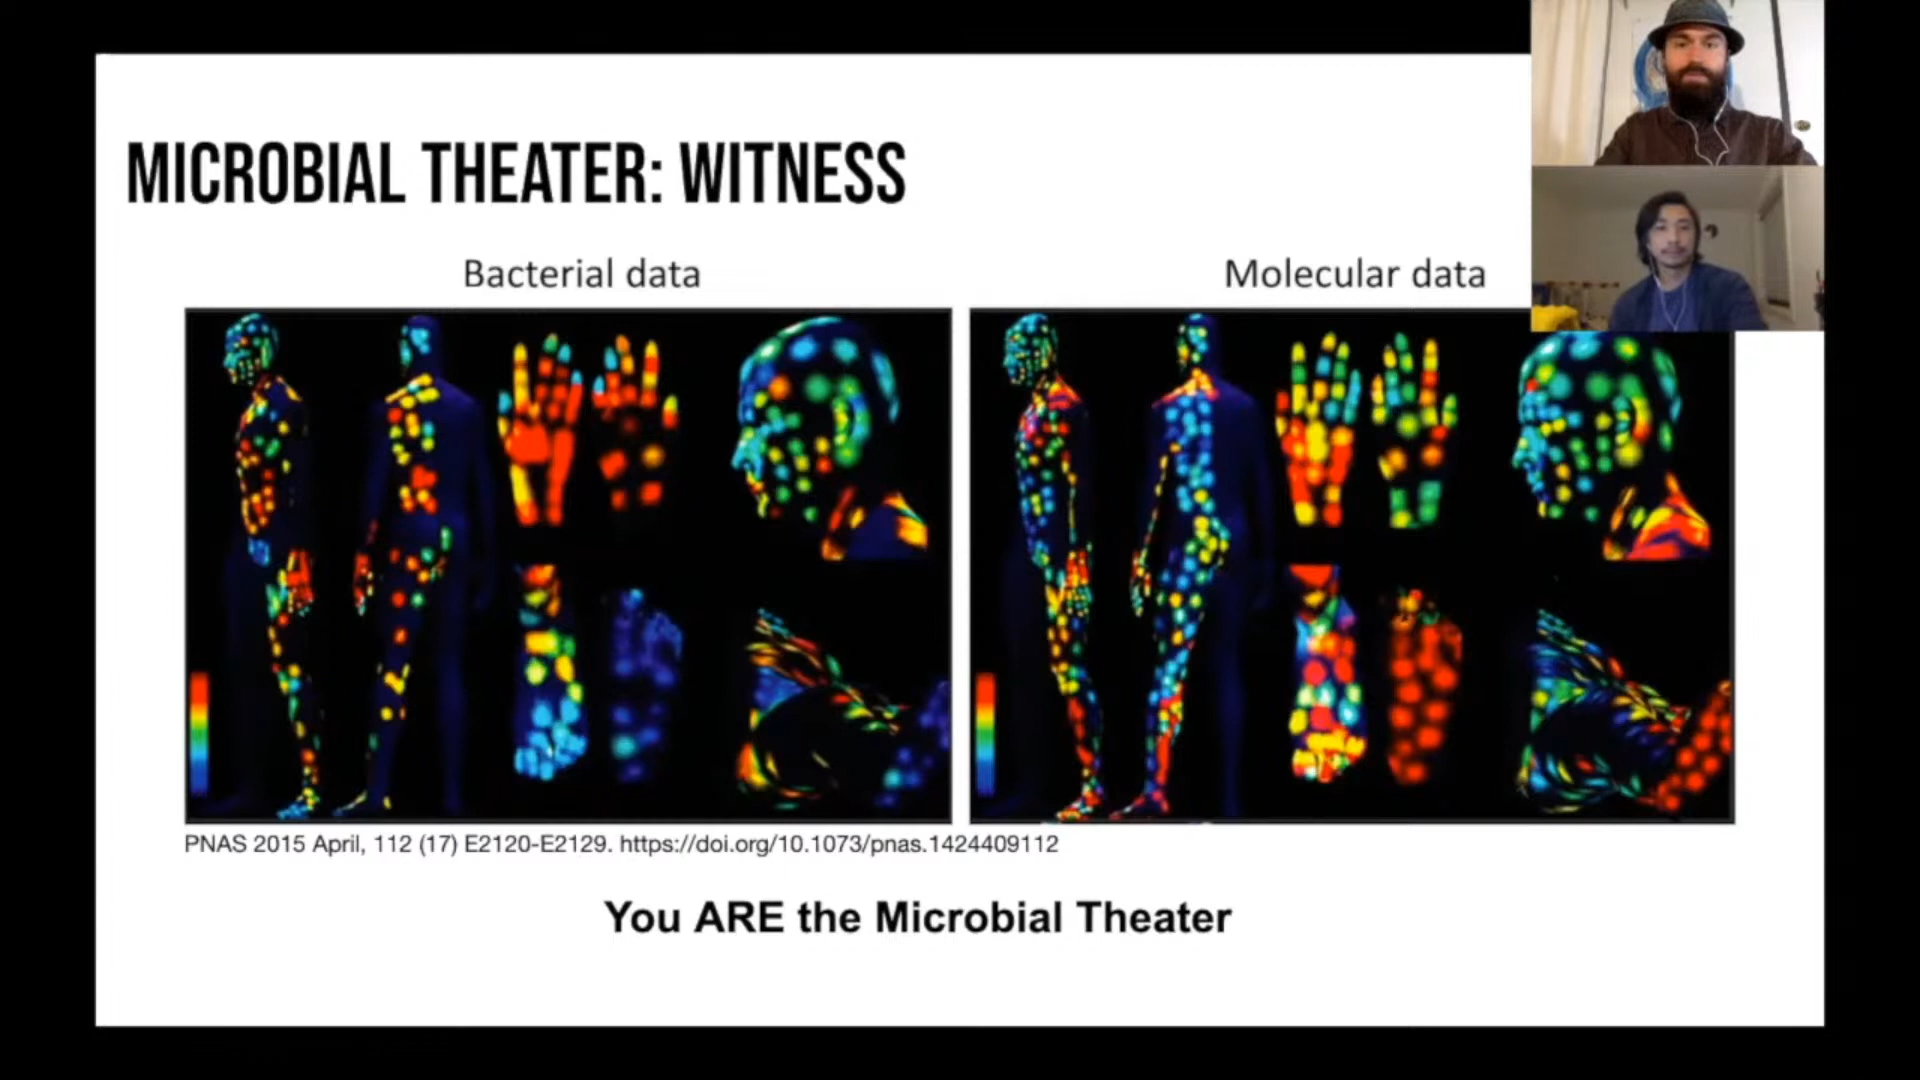 MICROBIAL THEATER: WITNESS
Bacterial data
Molecular data
PNAS 2015 April, 112 (17) E2120-E2129. https://doi.org/10.1073/pnas.1424409112
You ARE the Microbial Theater